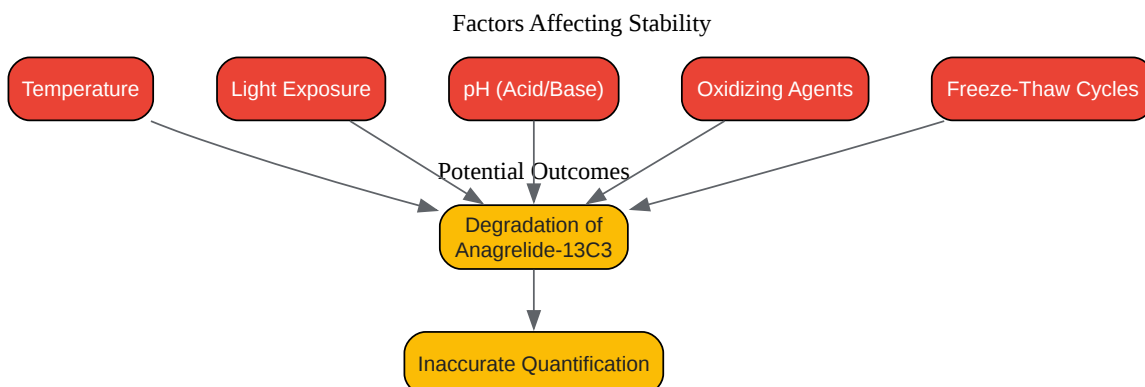 Factors Affecting Stability
Temperature
Light Exposure
pH (Acid/Base)
Oxidizing Agents
Freeze-Thaw Cycles
Potential Outcomes
Degradation of
Anagrelide-13C3
Inaccurate Quantification